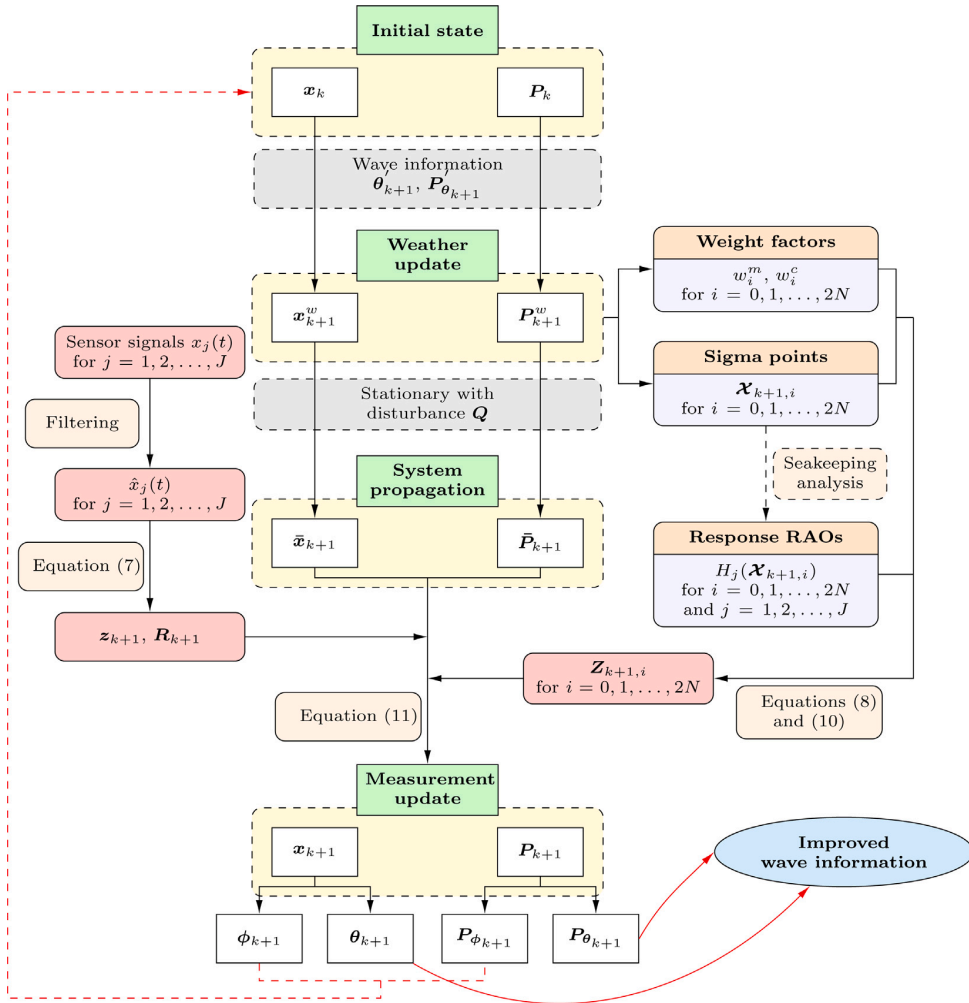 Initial state
x_k
P_k
Wave information
θ′_{k+1}, P′_{θ_{k+1}}
Weather
update
x^w_{k+1}
P^w_{k+1}
Weight factors
w_i^m, w_i^c
for i = 0, 1, . . . , 2N
Sigma points
𝒳_{k+1,i}
for i = 0, 1, . . . , 2N
Sensor signals x_j(t)
for j = 1, 2, . . . , J
Filtering
Stationary with
disturbance Q
Seakeeping
analysis
x̂_j(t)
for j = 1, 2, . . . , J
System
propagation
x̄_{k+1}
P̄_{k+1}
Response RAOs
H_j(𝒳_{k+1,i})
for i = 0, 1, . . . , 2N
and j = 1, 2, . . . , J
Equation (7)
z_{k+1}, R_{k+1}
Z_{k+1,i}
for i = 0, 1, . . . , 2N
Equations (8)
and (10)
Equation (11)
Measurement
update
x_{k+1}
P_{k+1}
Improved
wave information
ϕ_{k+1}
θ_{k+1}
P_{ϕ_{k+1}}
P_{θ_{k+1}}